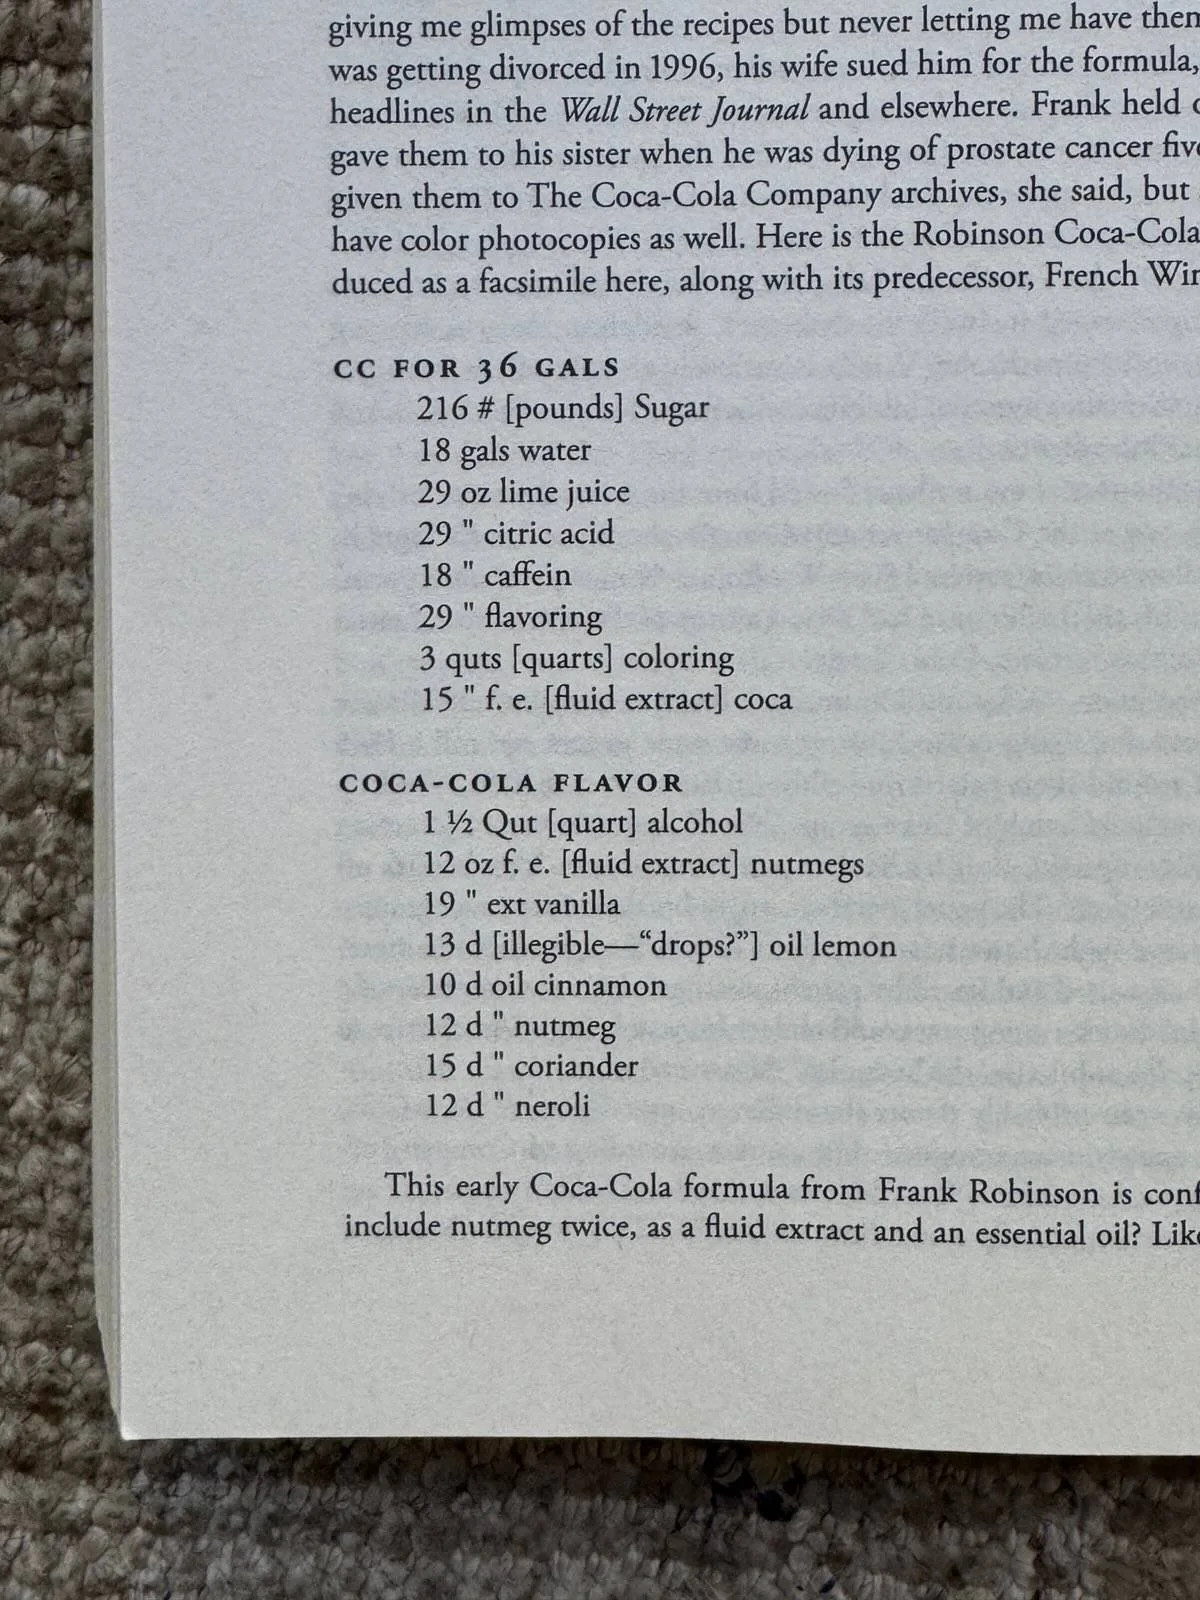 giving me glimpses of the recipes but never letting me have
was getting divorced in 1996, his wife sued him for the formula,
headlines in the Wall Street Journal and elsewhere. Frank held
gave them to his sister when he was dying of prostate cancer
given them to The Coca-Cola Company archives, she said, but
have color photocopies as well. Here is the Robinson Coca-Cola
duced as a facsimile here, along with its predecessor, French
CC FOR 36 GALS
216 # [pounds] Sugar
18 gals water
29 oz lime juice
29 " citric acid
18 " caffein
29 " flavoring
3 quts [quarts] coloring
15 " f. e. [fluid extract] coca
COCA-COLA FLAVOR
1 ½ Qut [quart] alcohol
12 oz f. e. [fluid extract] nutmegs
19 " ext vanilla
13 d [illegible—“drops?”] oil lemon
10 d oil cinnamon
12 d " nutmeg
15 d " coriander
12 d " neroli
This early Coca-Cola formula from Frank Robinson is
include nutmeg twice, as a fluid extract and an essential oil?